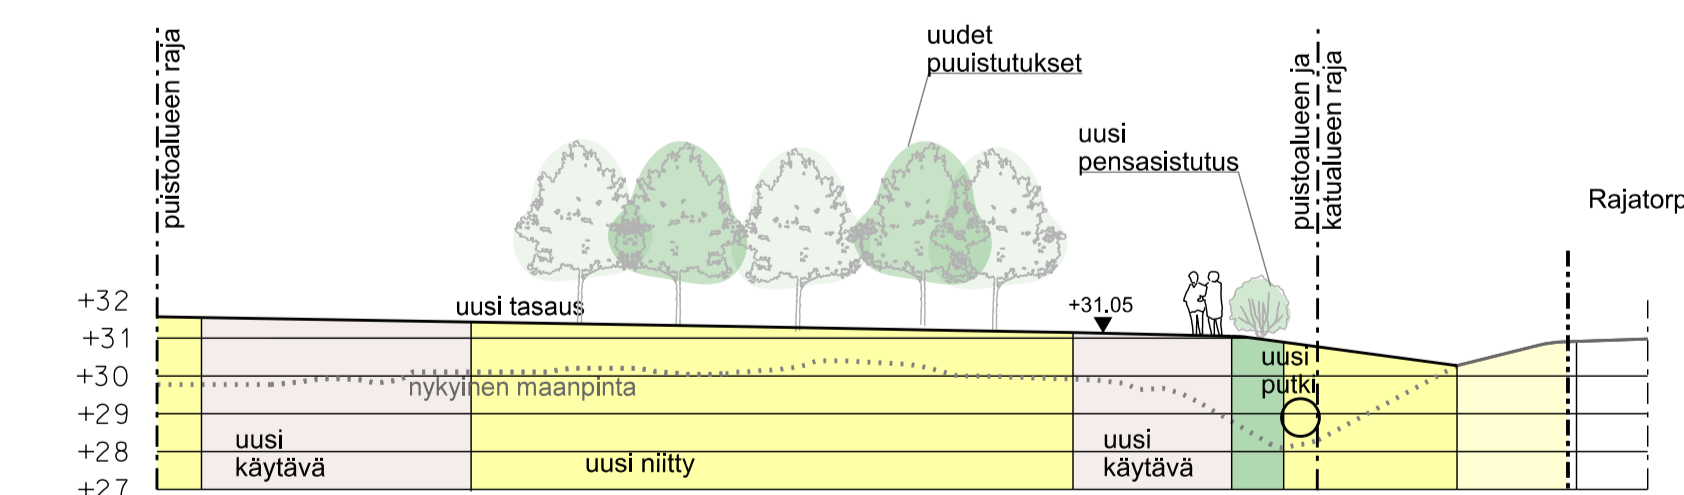 puistoalueen raja
uudet
puuistutukset
uusi
pensasistutus
puistoalueen ja
katualueen raja
Rajatorp
+32
+31
+30
+29
+28
+27
uusi tasaus
+31.05
nykyinen maanpinta
uusi
putki
uusi
käytävä
uusi niitty
uusi
käytävä